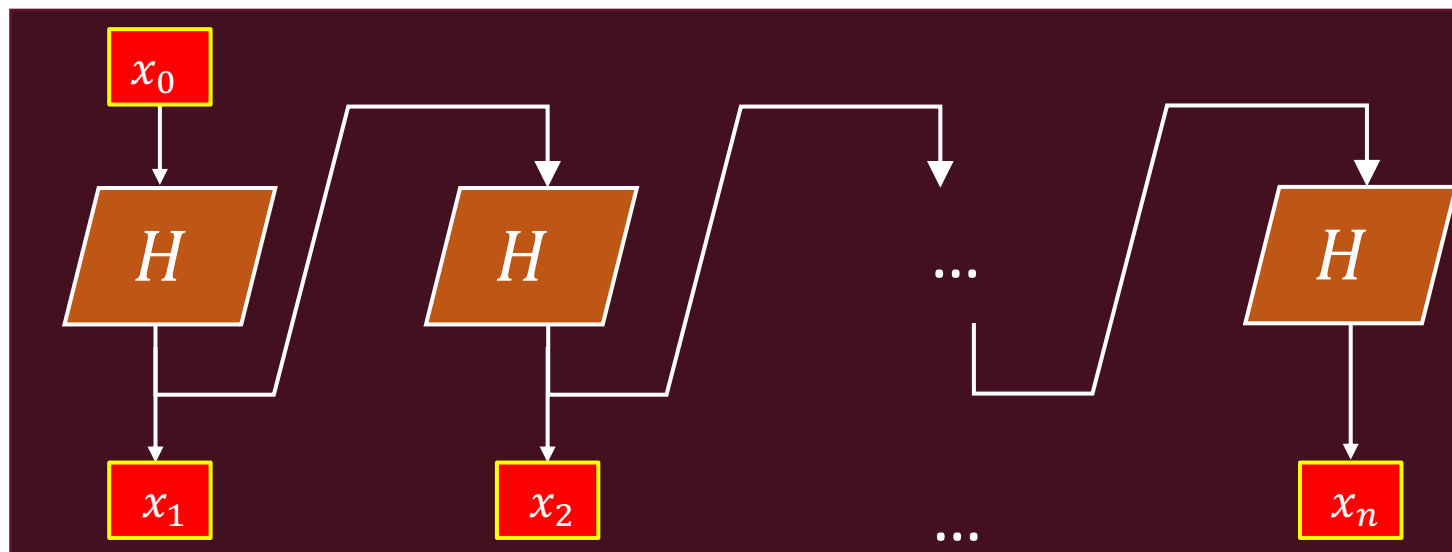 x₀
H H … H
x₁ x₂ … xₙ